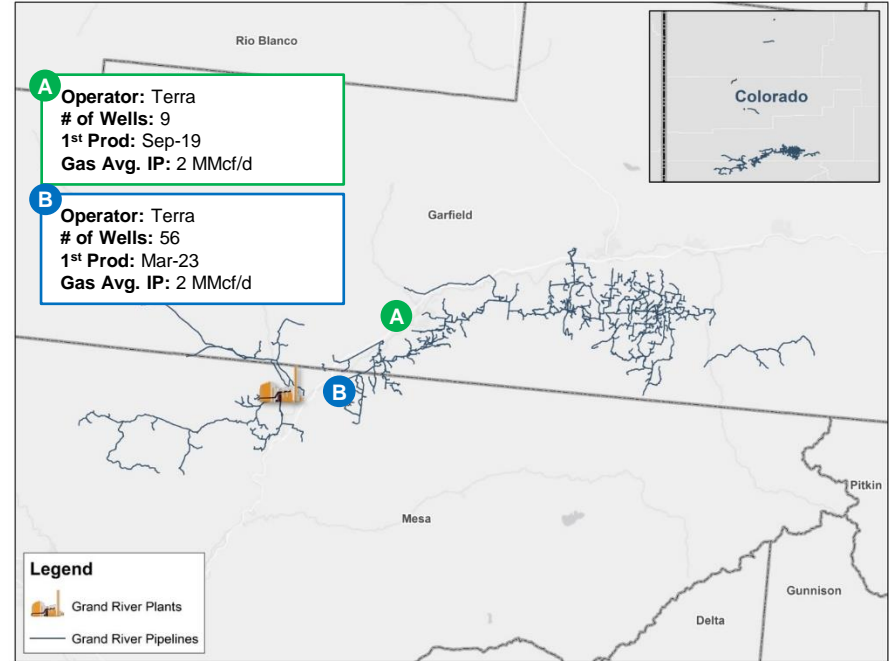 Rio Blanco
A
Operator: Terra
# of Wells: 9
1st Prod: Sep-19
Gas Avg. IP: 2 MMcf/d
B
Operator: Terra
# of Wells: 56
1st Prod: Mar-23
Gas Avg. IP: 2 MMcf/d
Colorado
Garfield
A
B
Pitkin
Mesa
Gunnison
Delta
Legend
Grand River Plants
Grand River Pipelines